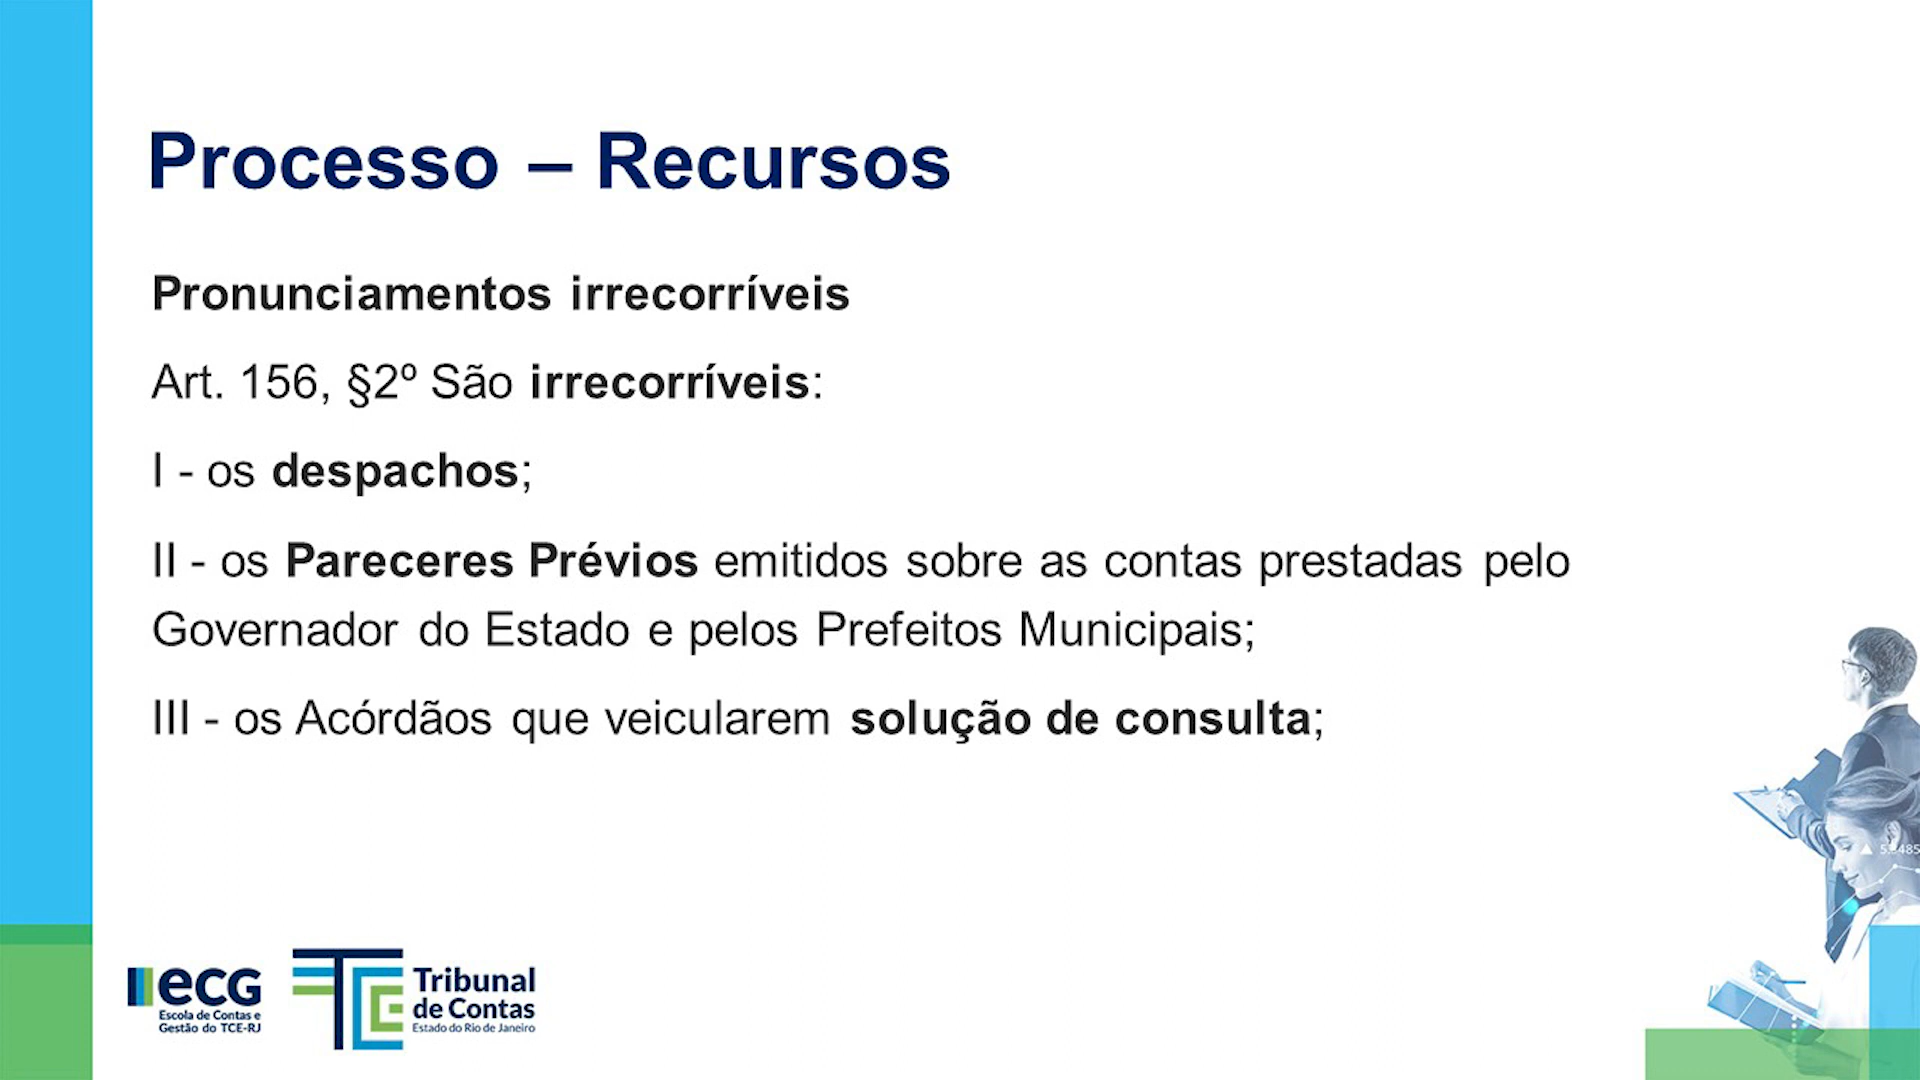 Processo – Recursos
Pronunciamentos irrecorríveis
Art. 156, §2º São irrecorríveis:
I - os despachos;
II - os Pareceres Prévios emitidos sobre as contas prestadas pelo
Governador do Estado e pelos Prefeitos Municipais;
III - os Acórdãos que veicularem solução de consulta;
ecG
Escola de Contas e
Gestão do TCE-RJ
TCE
Tribunal
de Contas
Estado do Rio de Janeiro